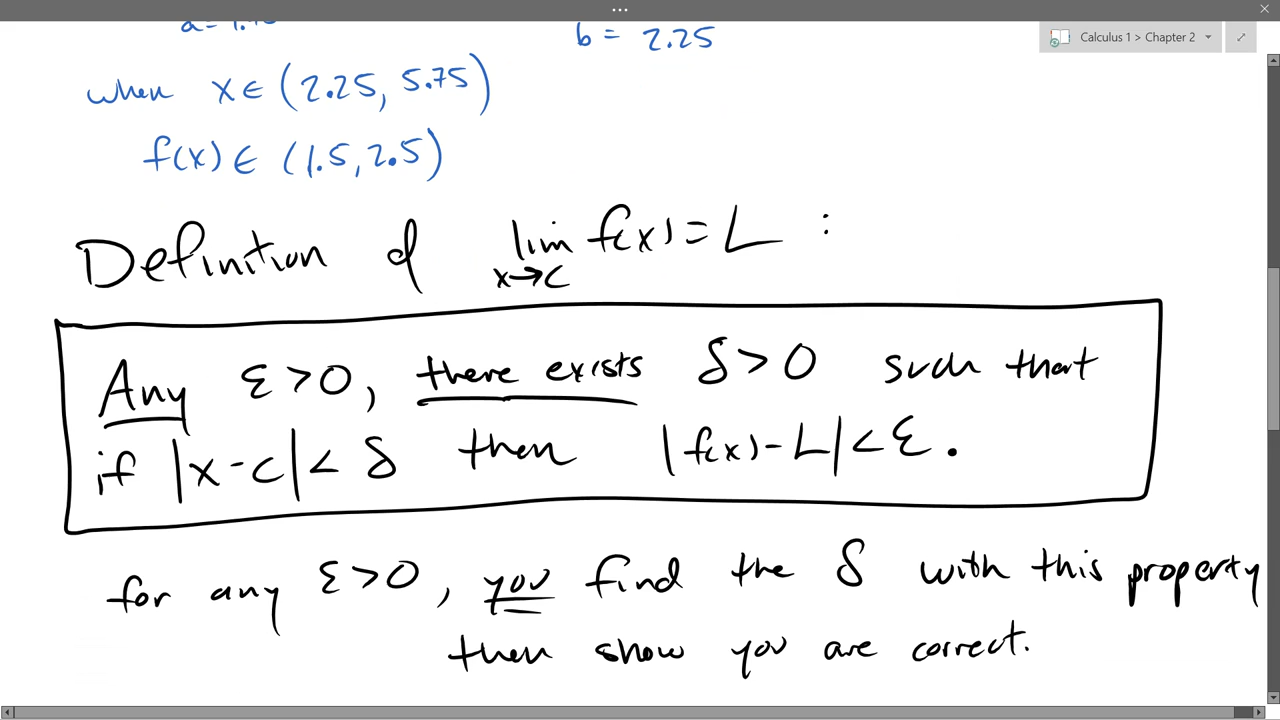 Calculus 1 > Chapter 2
b = 2.25
when x ∈ (2.25, 5.75)
f(x) ∈ (1.5, 2.5)
Definition of lim x→c f(x) = L :
Any ε > 0, there exists δ > 0 such that
if |x - c| < δ then |f(x) - L| < ε.
for any ε > 0, you find the δ with this property
then show you are correct.